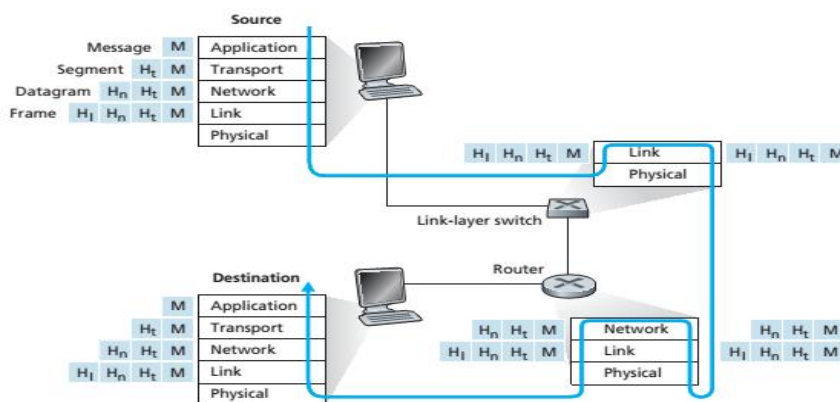 Source
Message M Application
Segment Ht M Transport
Datagram Hn Ht M Network
Frame Hl Hn Ht M Link
Physical
Hl Hn Ht M Link Hl Hn Ht M
Physical
Link-layer switch
Router
Destination
M Application
Ht M Transport
Hn Ht M Network
Hl Hn Ht M Link
Physical
Hn Ht M Network Hn Ht M
Hl Hn Ht M Link Hl Hn Ht M
Physical